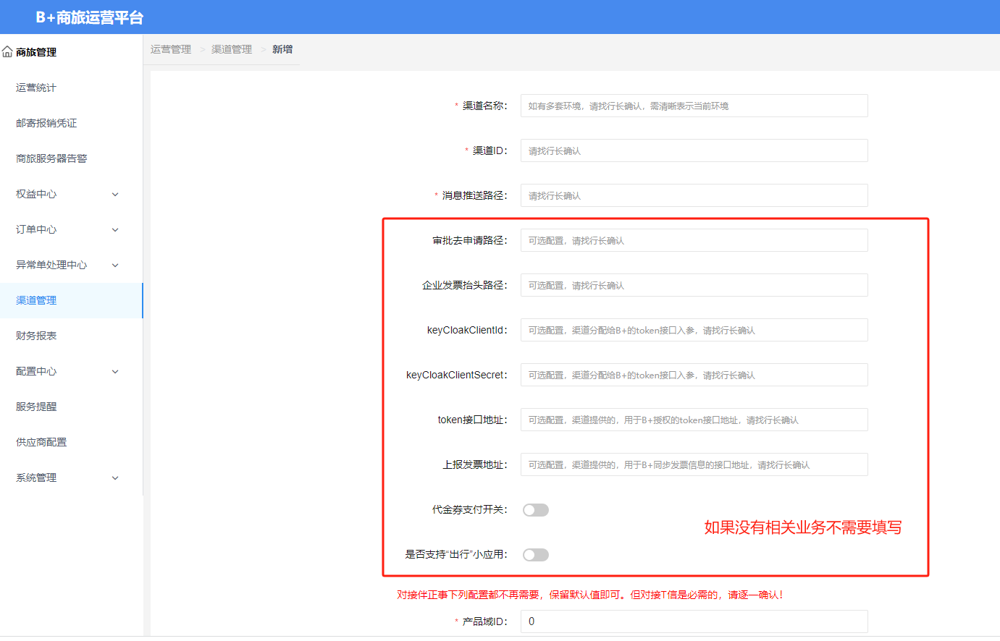 B+商旅运营平台
商旅管理
运营统计
邮寄报销凭证
商旅服务器告警
权益中心
订单中心
异常单处理中心
渠道管理
财务报表
配置中心
服务提醒
供应商配置
系统管理
运营管理 > 渠道管理 > 新增
* 渠道名称： 如有多套环境，请找行长确认，需清晰表示当前环境
* 渠道ID： 请找行长确认
* 消息推送路径： 请找行长确认
审批去申请路径： 可选配置，请找行长确认
企业发票抬头路径： 可选配置，请找行长确认
keyCloakClientId： 可选配置，渠道分配给B+的token接口入参，请找行长确认
keyCloakClientSecret： 可选配置，渠道分配给B+的token接口入参，请找行长确认
token接口地址： 可选配置，渠道提供的，用于B+授权的token接口地址，请找行长确认
上报发票地址： 可选配置，渠道提供的，用于B+同步发票信息的接口地址，请找行长确认
代金券支付开关：
如果没有相关业务不需要填写
是否支持“出行”小应用：
对接伴正事下列配置都不再需要，保留默认值即可。但对接T信是必需的，请逐一确认！
* 产品域ID： 0